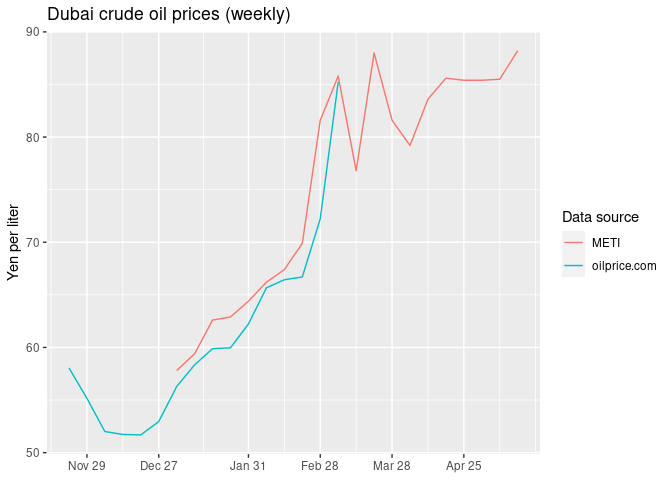 Dubai crude oil prices (weekly)
90
80
70
60
50
Yen per liter
Nov 29 Dec 27 Jan 31 Feb 28 Mar 28 Apr 25
Data source
METI
oilprice.com